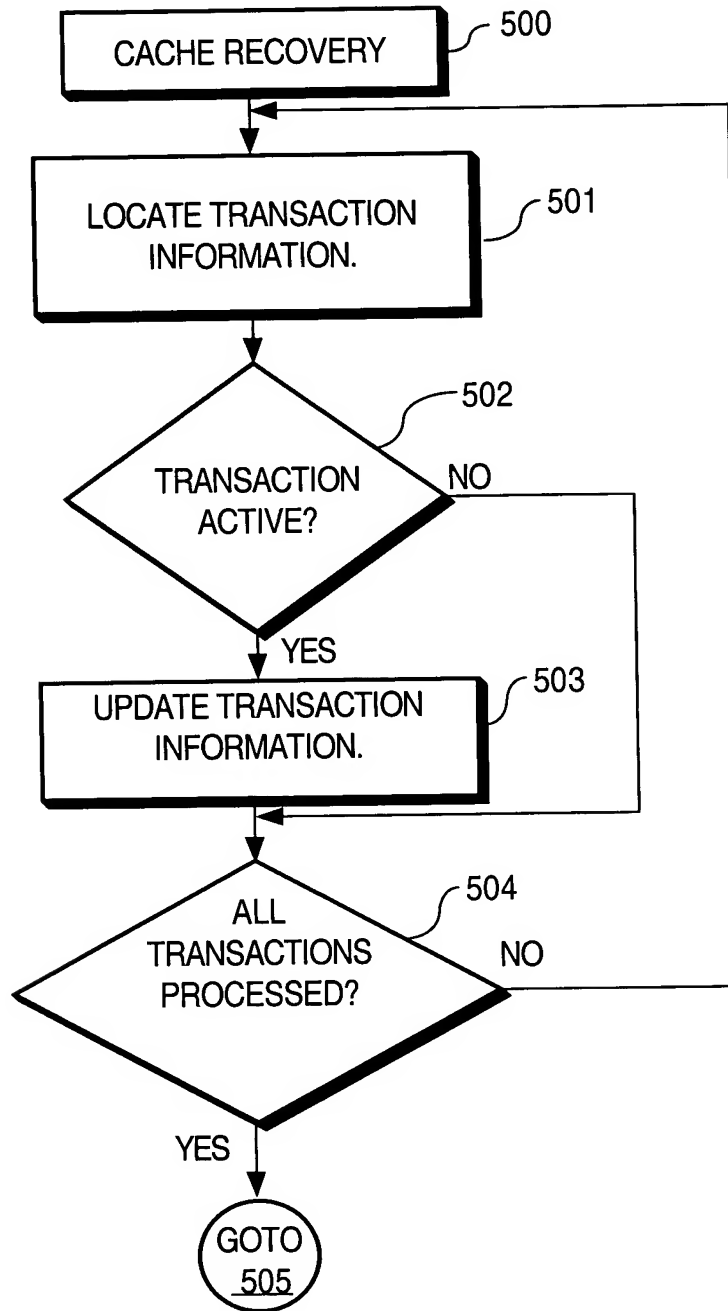 CACHE RECOVERY
500
LOCATE TRANSACTION
INFORMATION.
501
502
TRANSACTION
ACTIVE?
NO
YES
UPDATE TRANSACTION
INFORMATION.
503
504
ALL
TRANSACTIONS
PROCESSED?
NO
YES
GOTO
505